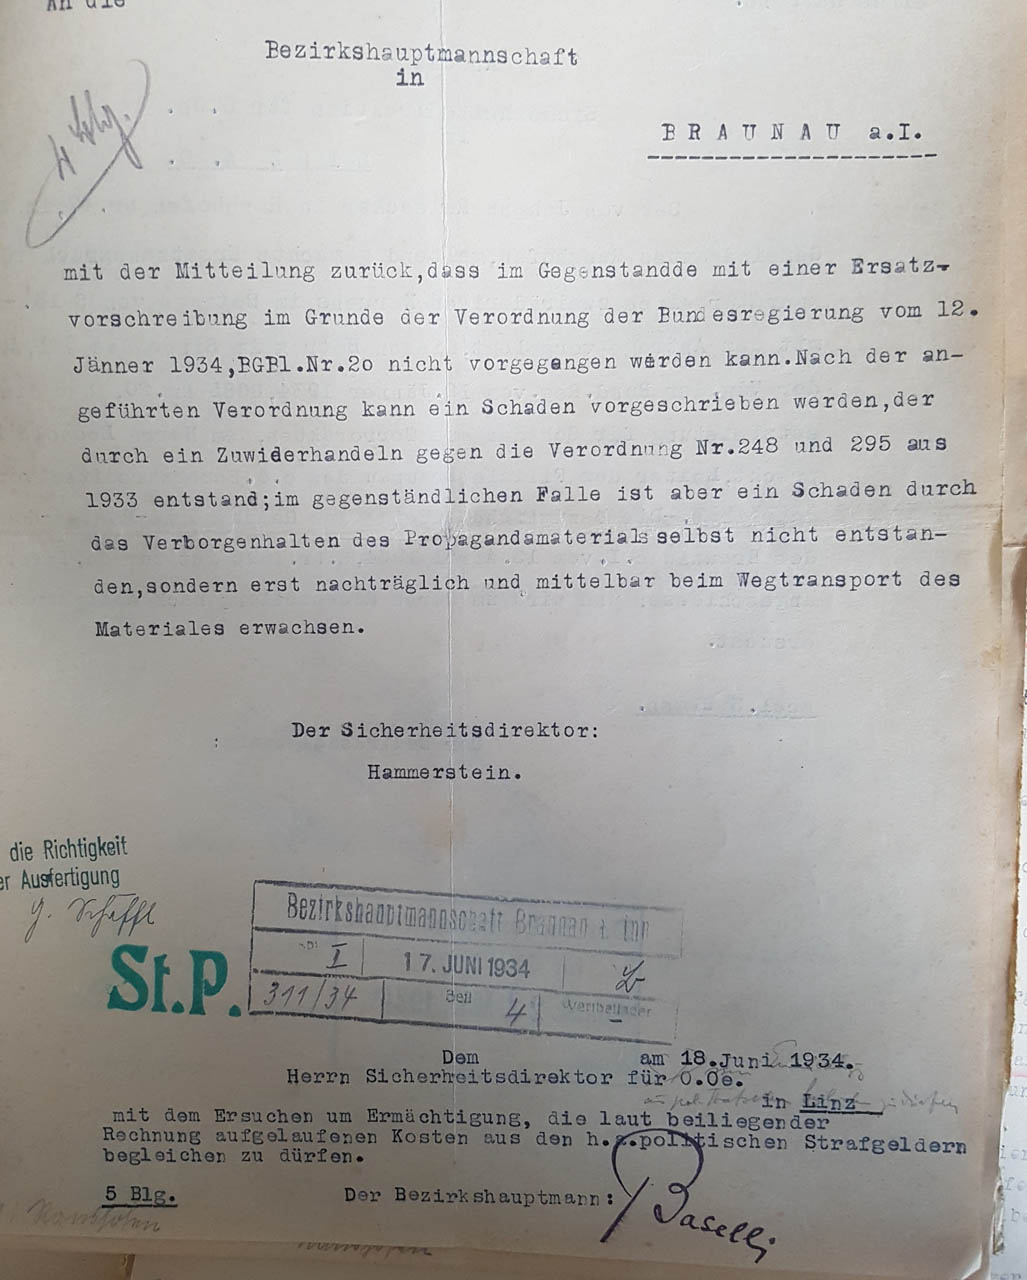 An die
Bezirkshauptmannschaft
in
B R A U N A U a.I.
4 Blg.
mit der Mitteilung zurück,dass im Gegenstandde mit einer Ersatz-
vorschreibung im Grunde der Verordnung der Bundesregierung vom 12.
Jänner 1934,BGBl.Nr.2o nicht vorgegangen werden kann.Nach der an-
geführten Verordnung kann ein Schaden vorgeschrieben werden,der
durch ein Zuwiderhandeln gegen die Verordnung Nr.248 und 295 aus
1933 entstand;im gegenständlichen Falle ist aber ein Schaden durch
das Verborgenhalten des Propagandamaterials selbst nicht entstan-
den,sondern erst nachträglich und mittelbar beim Wegtransport des
Materiales erwachsen.
Der Sicherheitsdirektor:
Hammerstein.
die Richtigkeit
er Ausfertigung
St.P.
Bezirkshauptmannschaft Braunau i. Inn
I
17. JUNI 1934
311/34
Beil
4
Dem am 18.Juni 1934.
Herrn Sicherheitsdirektor für O.Oe.
in Linz
mit dem Ersuchen um Ermächtigung, die laut beiliegender
Rechnung aufgelaufenen Kosten aus den h.g.politischen Strafgeldern
begleichen zu dürfen.
5 Blg.
Der Bezirkshauptmann:
Baselli